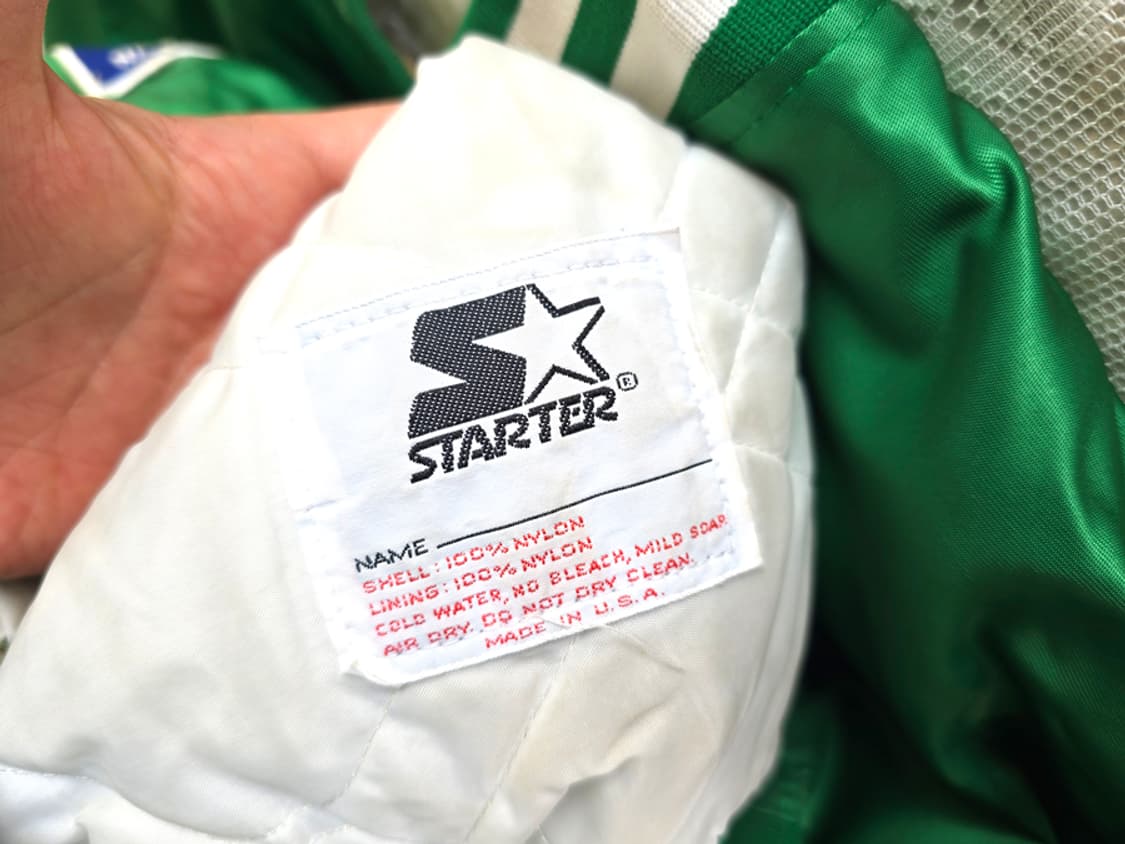 STARTER®
NAME
SHELL: 100% NYLON
LINING: 100% NYLON
COLD WATER, NO BLEACH, MILD SOAP.
AIR DRY. DO NOT DRY CLEAN.
MADE IN U.S.A.